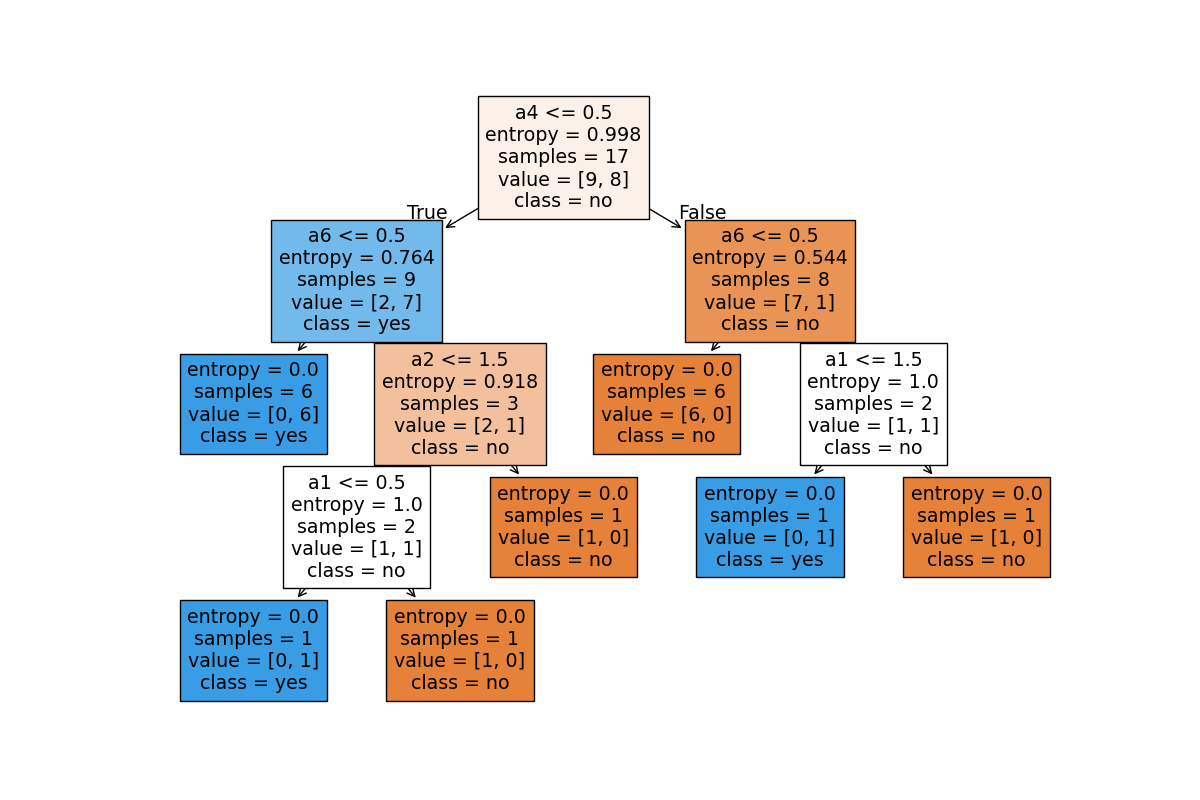 a4 <= 0.5
entropy = 0.998
samples = 17
value = [9, 8]
class = no
True
False
a6 <= 0.5
entropy = 0.764
samples = 9
value = [2, 7]
class = yes
a6 <= 0.5
entropy = 0.544
samples = 8
value = [7, 1]
class = no
entropy = 0.0
samples = 6
value = [0, 6]
class = yes
a2 <= 1.5
entropy = 0.918
samples = 3
value = [2, 1]
class = no
entropy = 0.0
samples = 6
value = [6, 0]
class = no
a1 <= 1.5
entropy = 1.0
samples = 2
value = [1, 1]
class = no
a1 <= 0.5
entropy = 1.0
samples = 2
value = [1, 1]
class = no
entropy = 0.0
samples = 1
value = [1, 0]
class = no
entropy = 0.0
samples = 1
value = [0, 1]
class = yes
entropy = 0.0
samples = 1
value = [1, 0]
class = no
entropy = 0.0
samples = 1
value = [0, 1]
class = yes
entropy = 0.0
samples = 1
value = [1, 0]
class = no